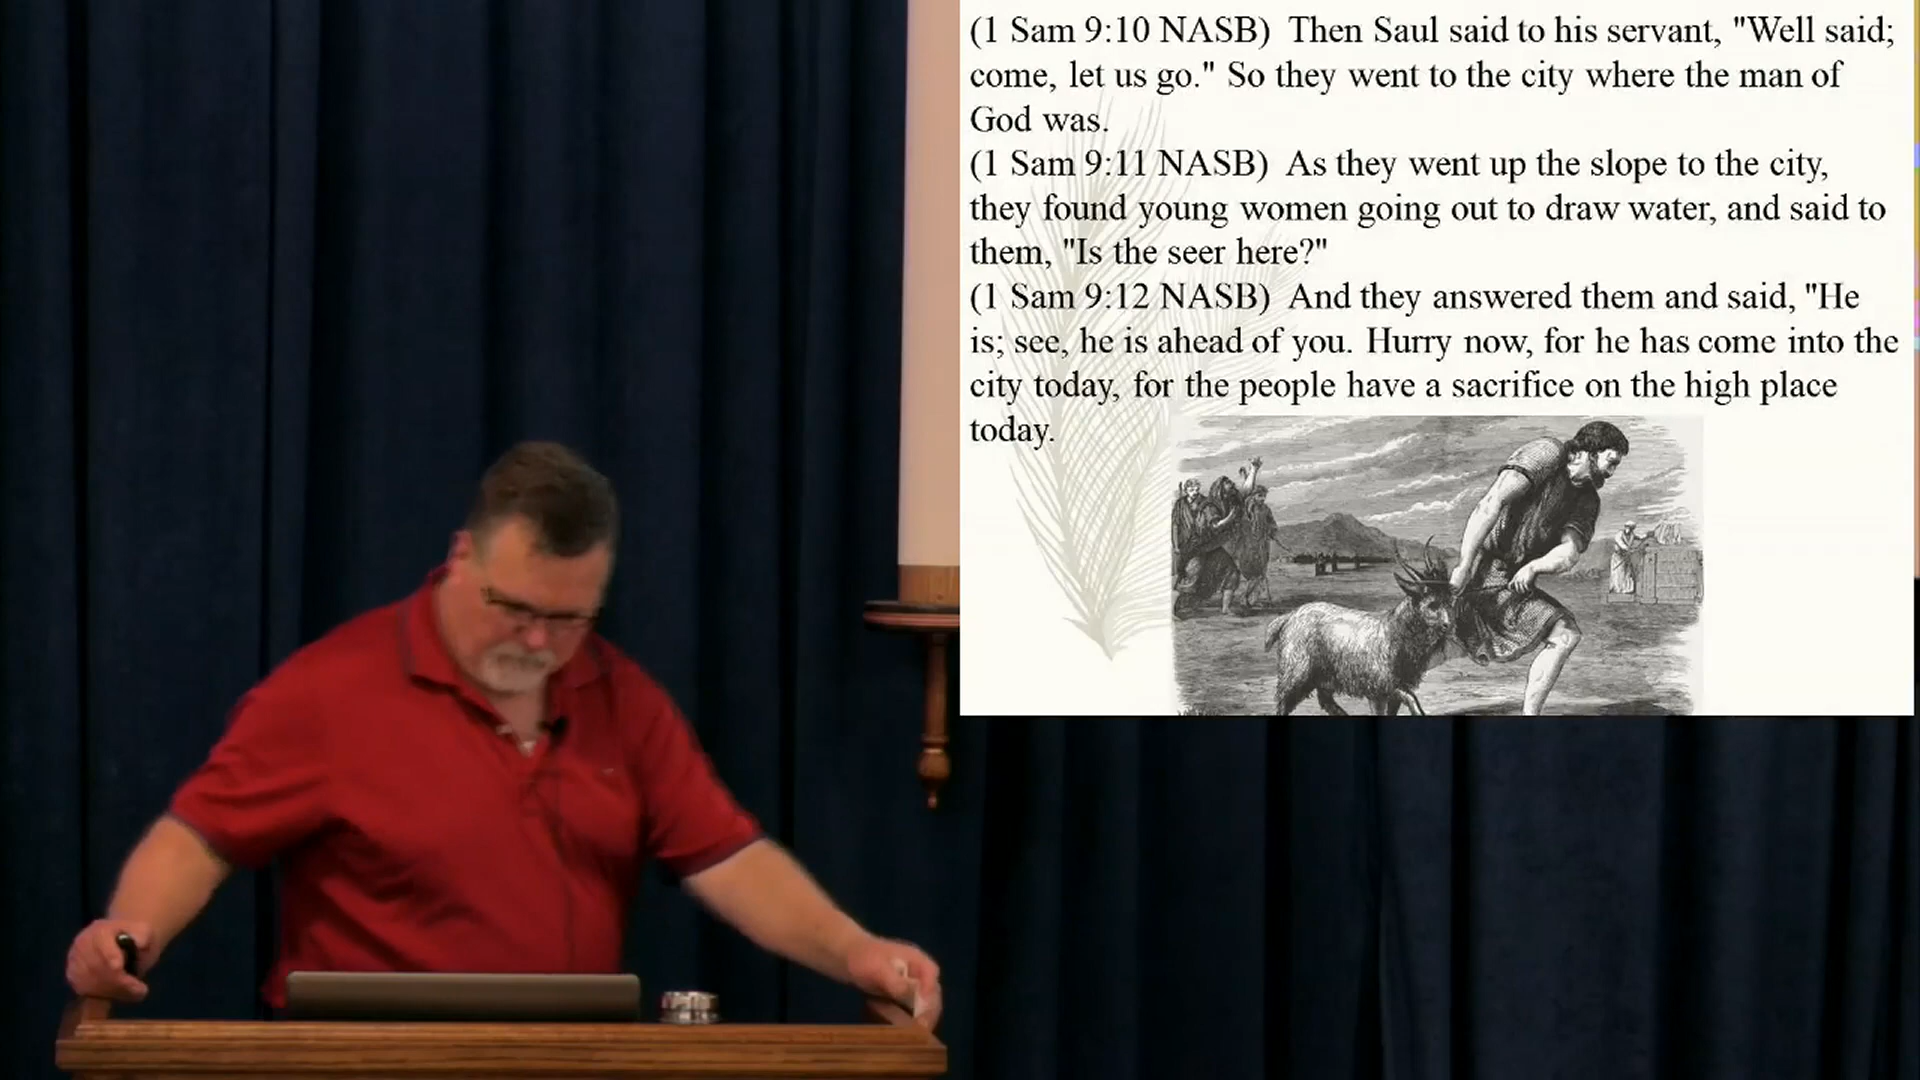 (1 Sam 9:10 NASB) Then Saul said to his servant, "Well said;
come, let us go." So they went to the city where the man of
God was.
(1 Sam 9:11 NASB) As they went up the slope to the city,
they found young women going out to draw water, and said to
them, "Is the seer here?"
(1 Sam 9:12 NASB) And they answered them and said, "He
is; see, he is ahead of you. Hurry now, for he has come into the
city today, for the people have a sacrifice on the high place
today.